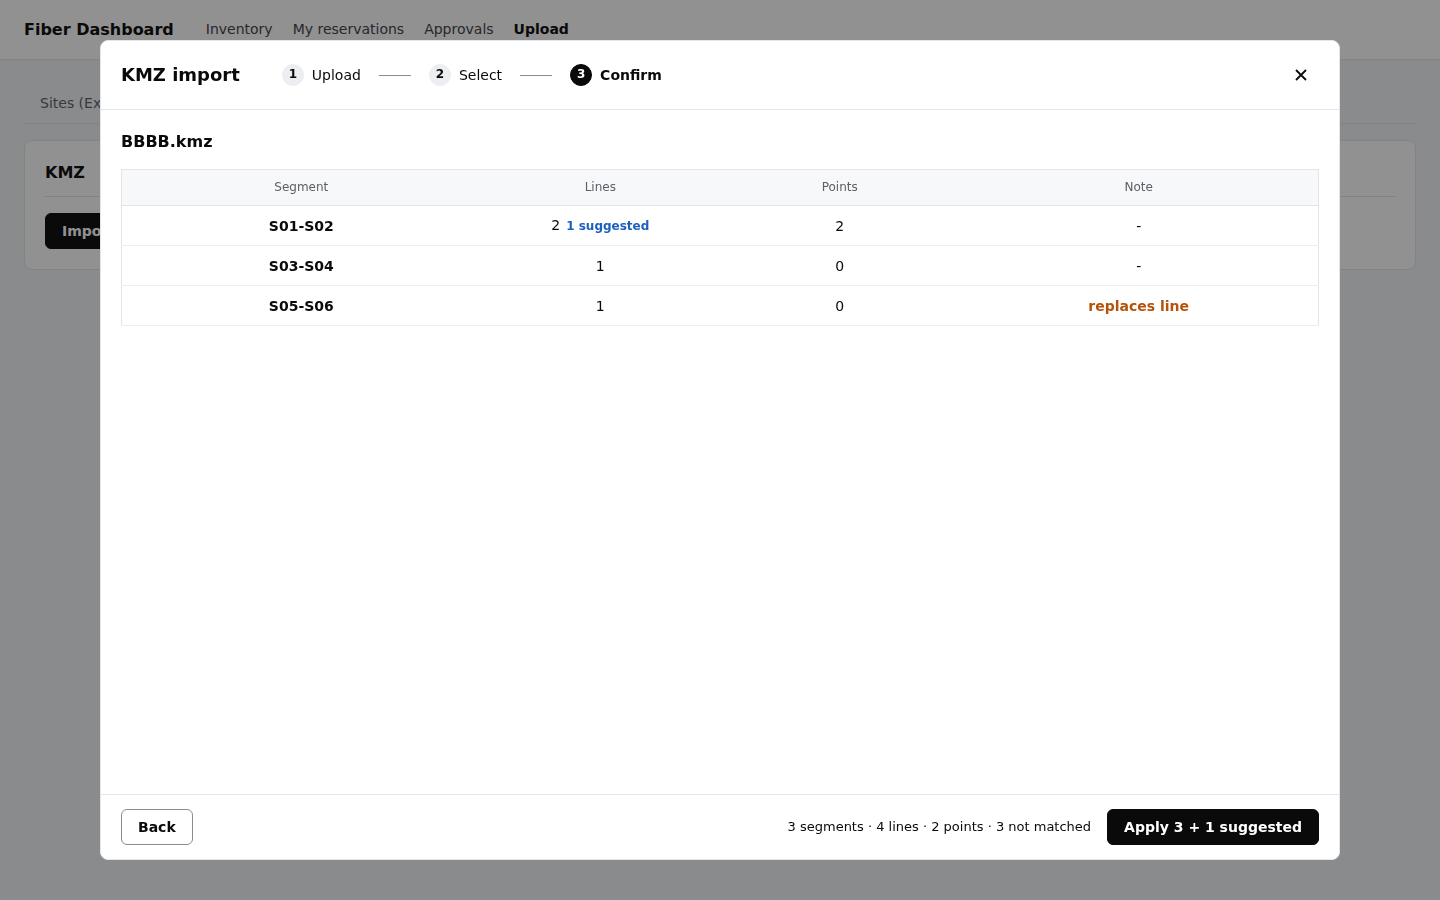 Fiber Dashboard Inventory My reservations Approvals Upload
KMZ import 1 Upload 2 Select 3 Confirm ✕
Sites (Ex
BBBB.kmz
KMZ
Impo
Segment Lines Points Note
S01-S02 2 1 suggested 2 -
S03-S04 1 0 -
S05-S06 1 0 replaces line
Back 3 segments · 4 lines · 2 points · 3 not matched Apply 3 + 1 suggested